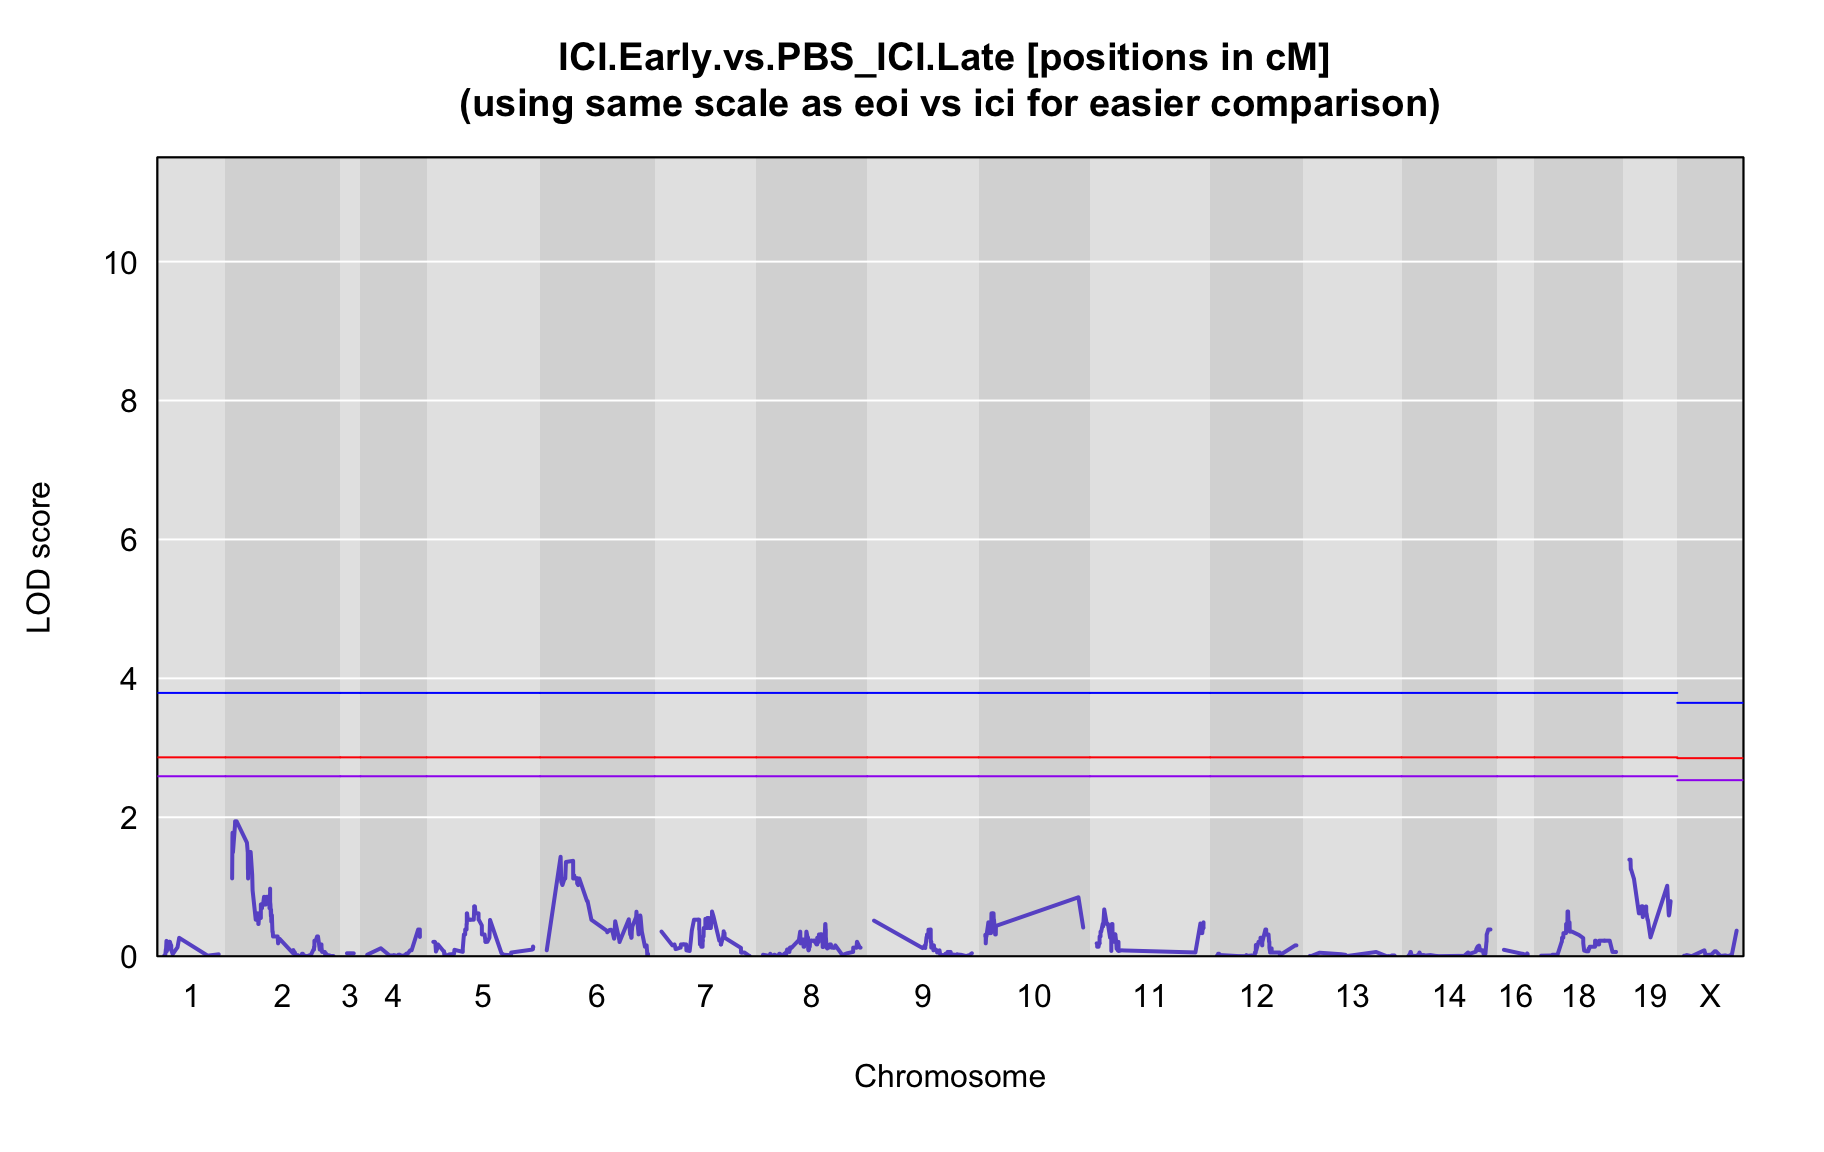 ICI.Early.vs.PBS_ICI.Late [positions in cM]
(using same scale as eoi vs ici for easier comparison)
10
8
6
4
2
0
LOD score
1 2 3 4 5 6 7 8 9 10 11 12 13 14 16 18 19 X
Chromosome